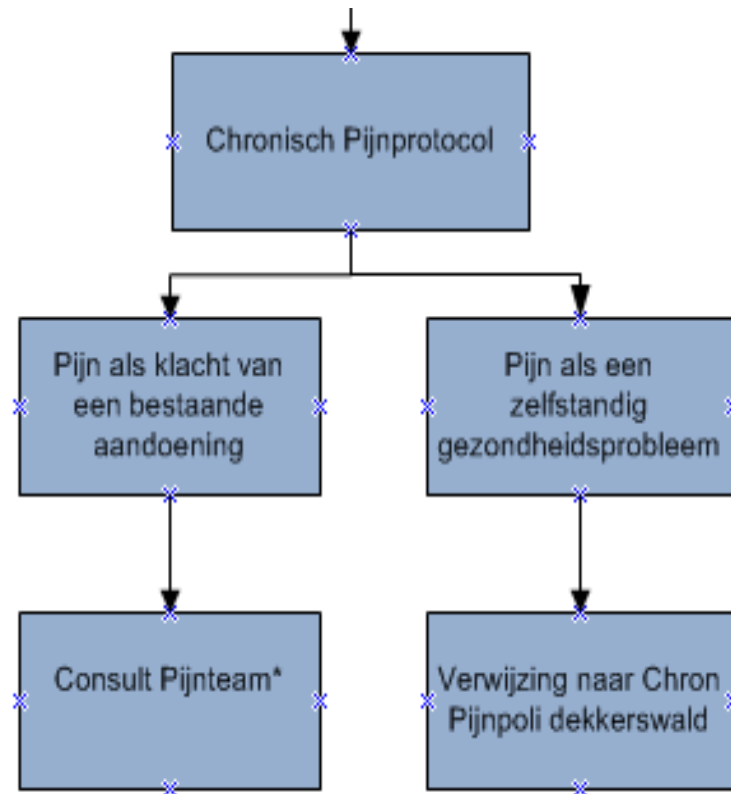 Chronisch Pijnprotocol
Pijn als klacht van
een bestaande
aandoening
Pijn als een
zelfstandig
gezondheidsprobleem
Consult Pijnteam*
Verwijzing naar Chron
Pijnpoli dekkerswald